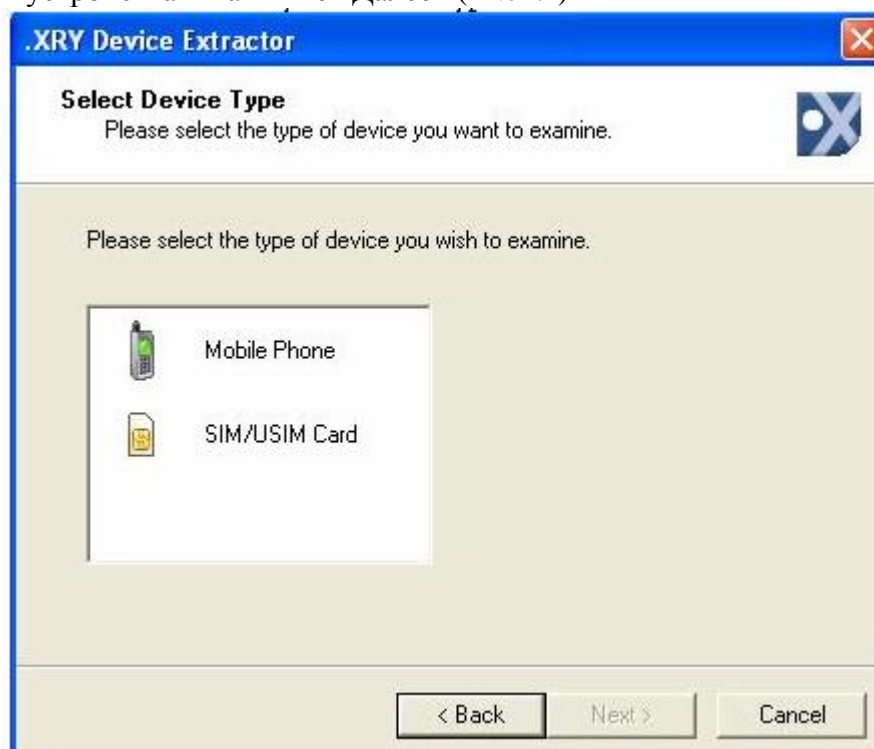 .XRY Device Extractor
Select Device Type
Please select the type of device you want to examine.
Please select the type of device you wish to examine.
Mobile Phone
SIM/USIM Card
< Back Next > Cancel